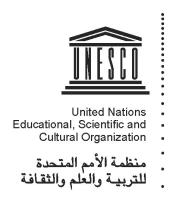 UNESCO
United Nations
Educational, Scientific and
Cultural Organization
منظمة الأمم المتحدة
للتربية والعلم والثقافة